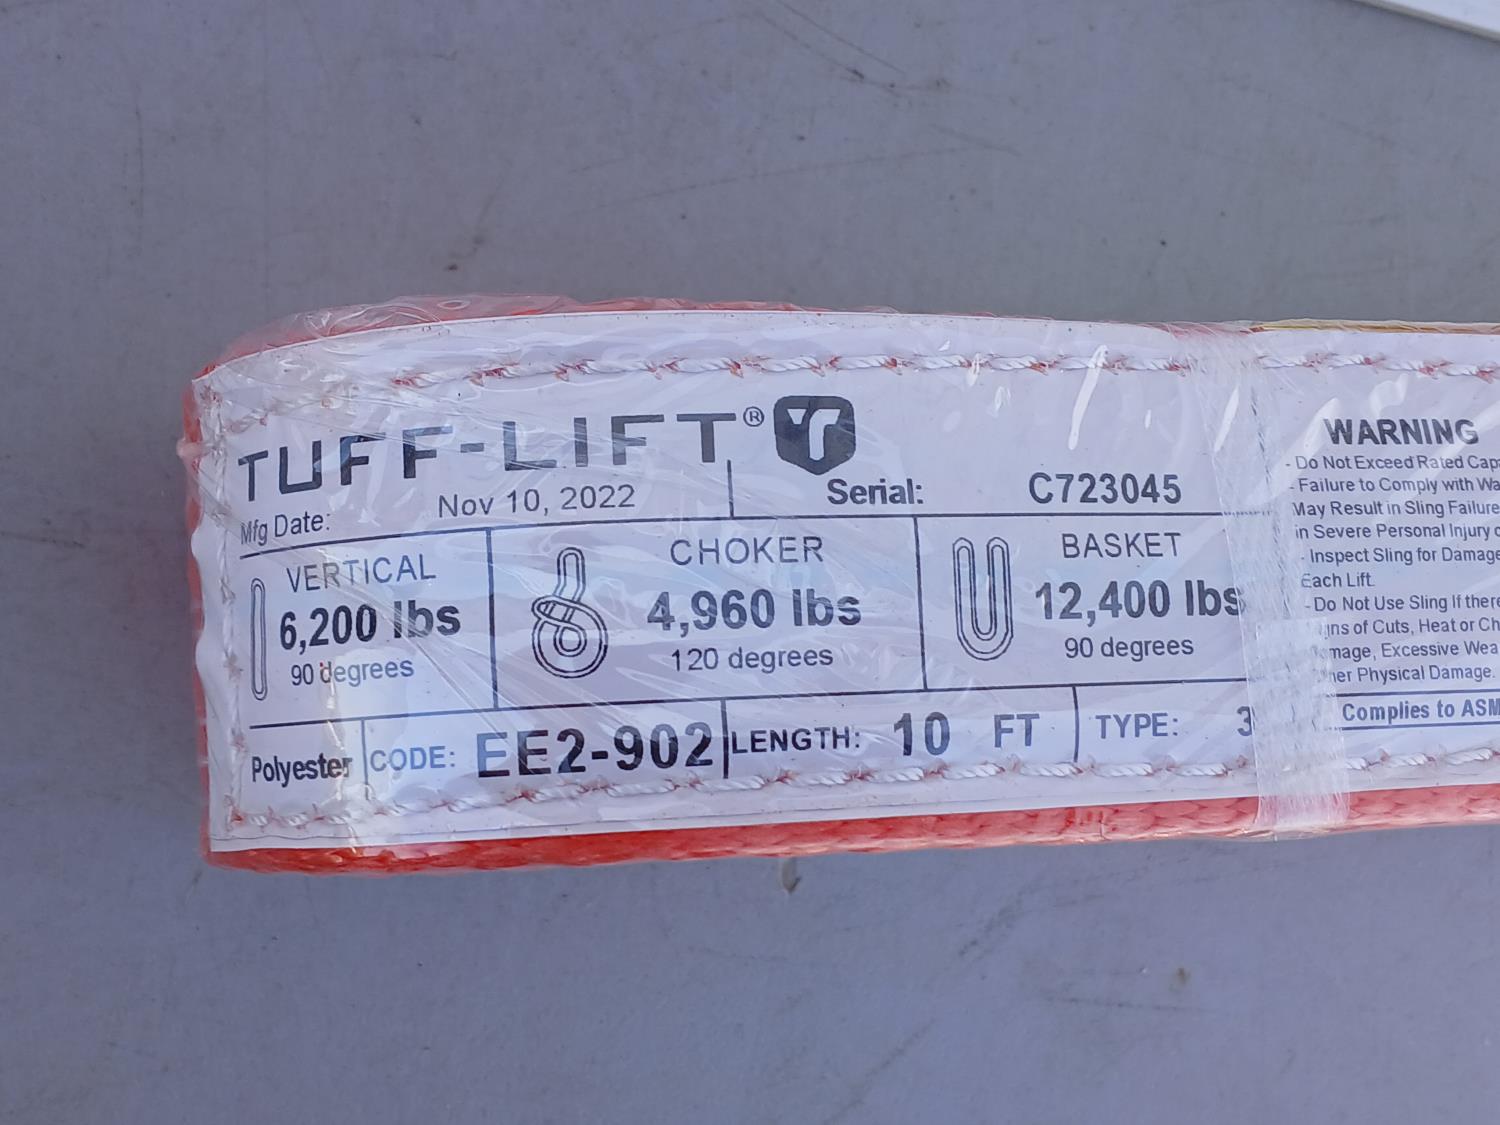 TUFF-LIFT®
Mfg Date: Nov 10, 2022
Serial: C723045
VERTICAL
6,200 lbs
90 degrees
CHOKER
4,960 lbs
120 degrees
BASKET
12,400 lbs
90 degrees
Polyester
CODE: EE2-902
LENGTH: 10 FT
TYPE: 3
WARNING
- Do Not Exceed Rated
- Failure to Comply with
May Result in Sling Failure
in Severe Personal Injury
- Inspect Sling for Damage
Each Lift.
- Do Not Use Sling If there
of Cuts, Heat or
Excessive
Physical Damage.
Complies to